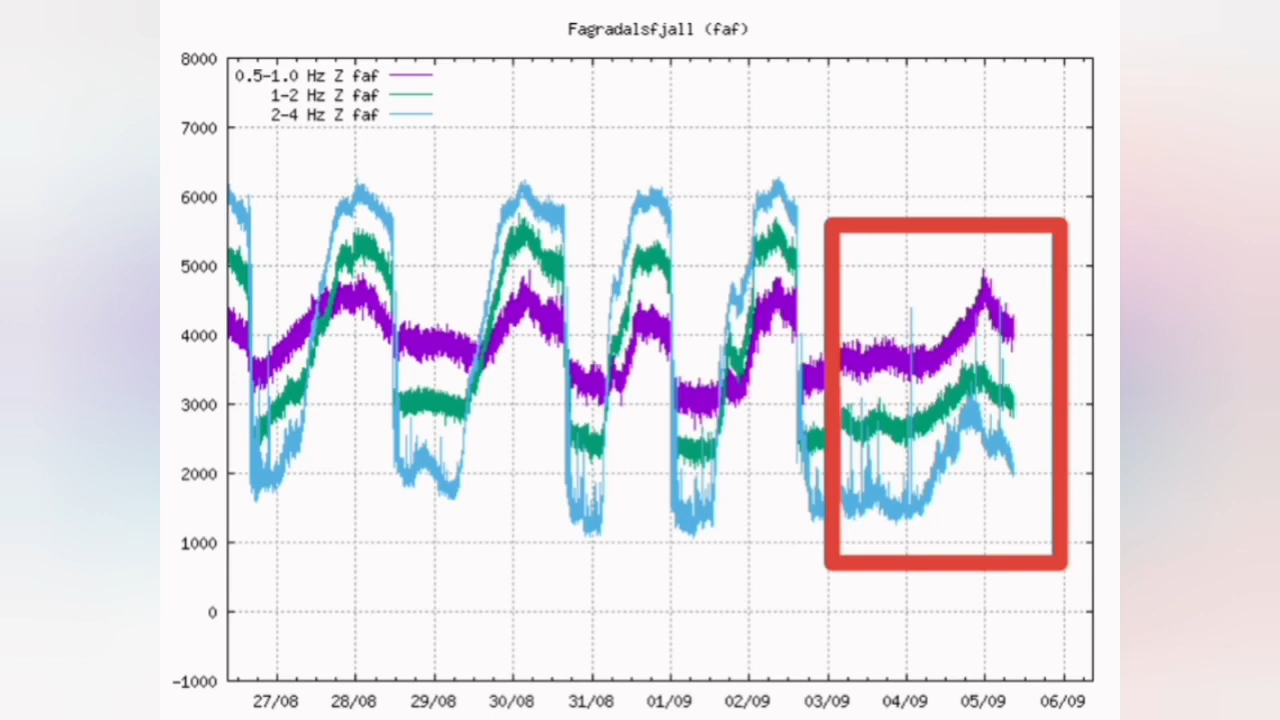 Fagradalsfjall (faf)
8000
7000
6000
5000
4000
3000
2000
1000
0
-1000
0.5-1.0 Hz Z faf
1-2 Hz Z faf
2-4 Hz Z faf
27/08 28/08 29/08 30/08 31/08 01/09 02/09 03/09 04/09 05/09 06/09